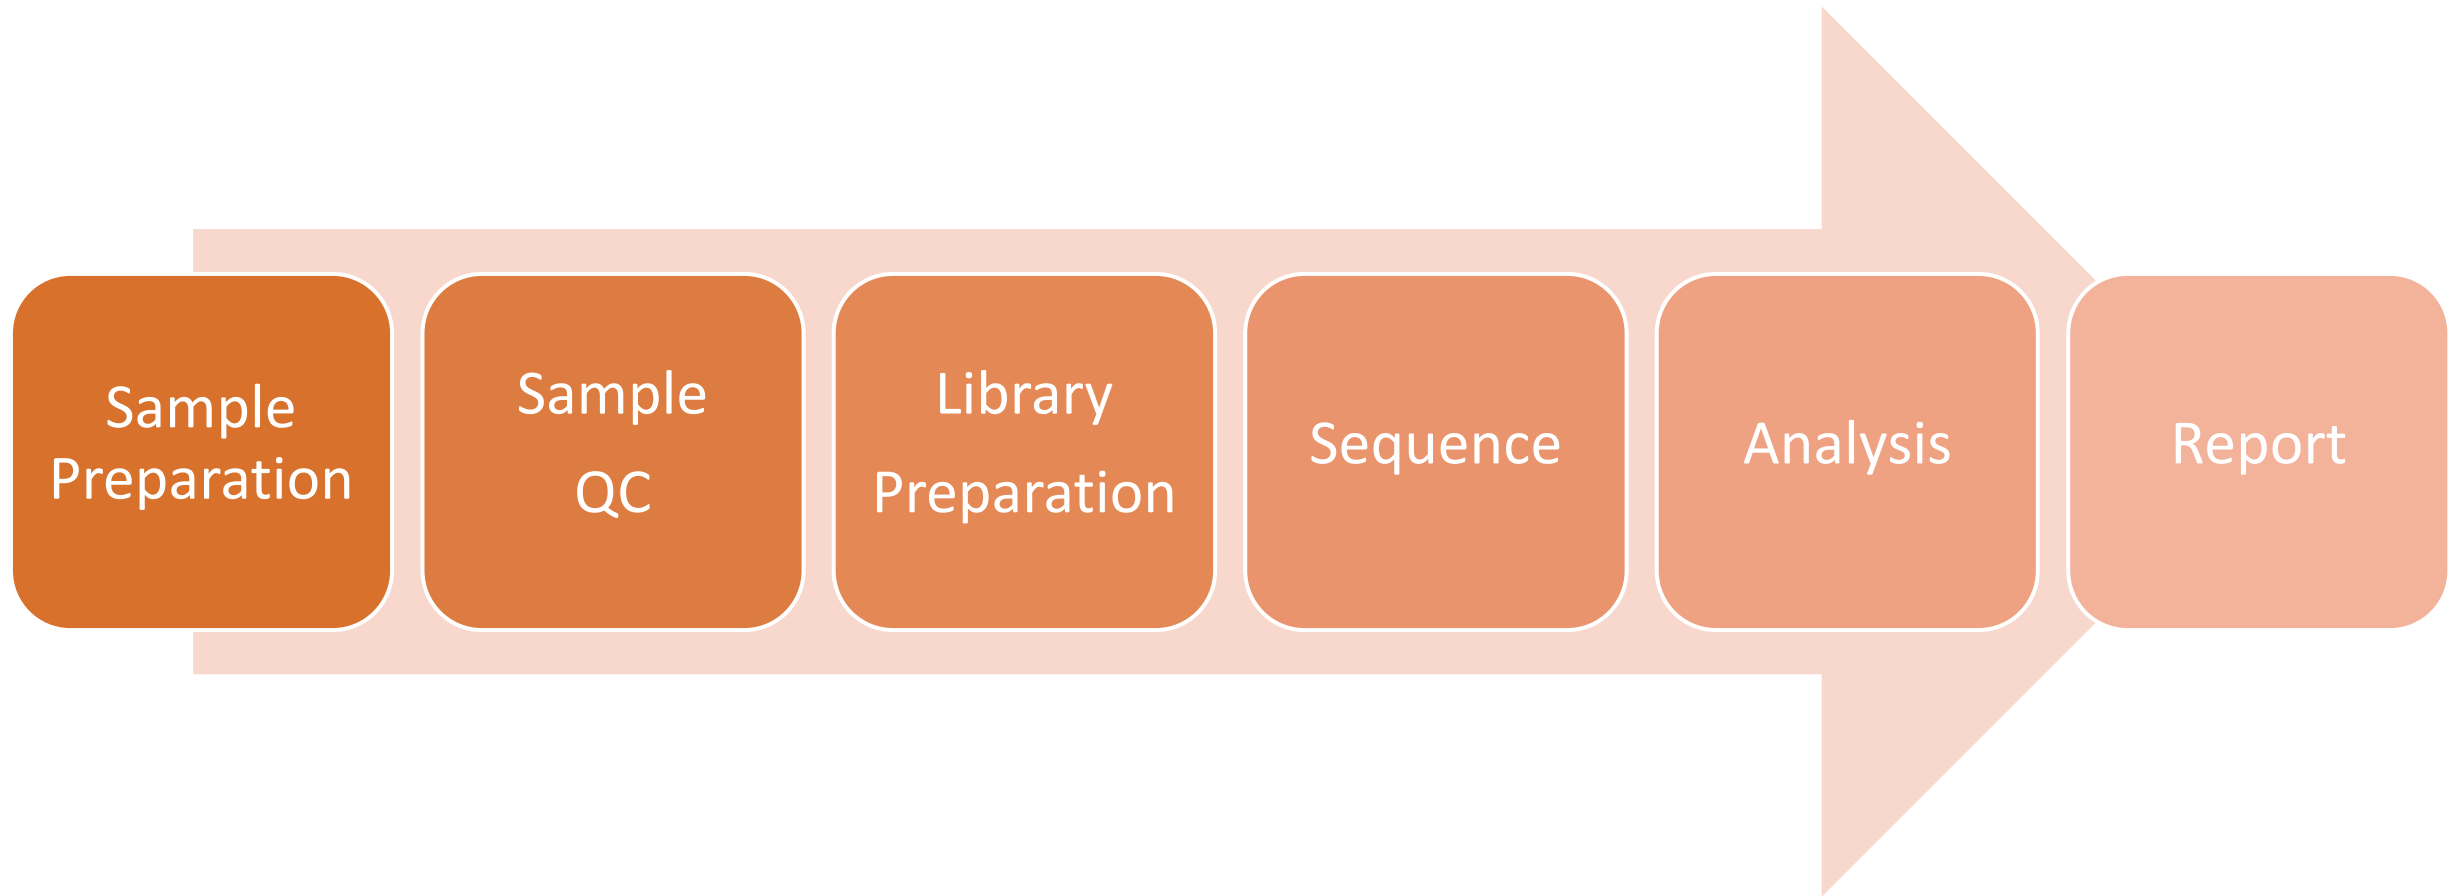 Sample
Preparation
Sample
QC
Library
Preparation
Sequence
Analysis
Report